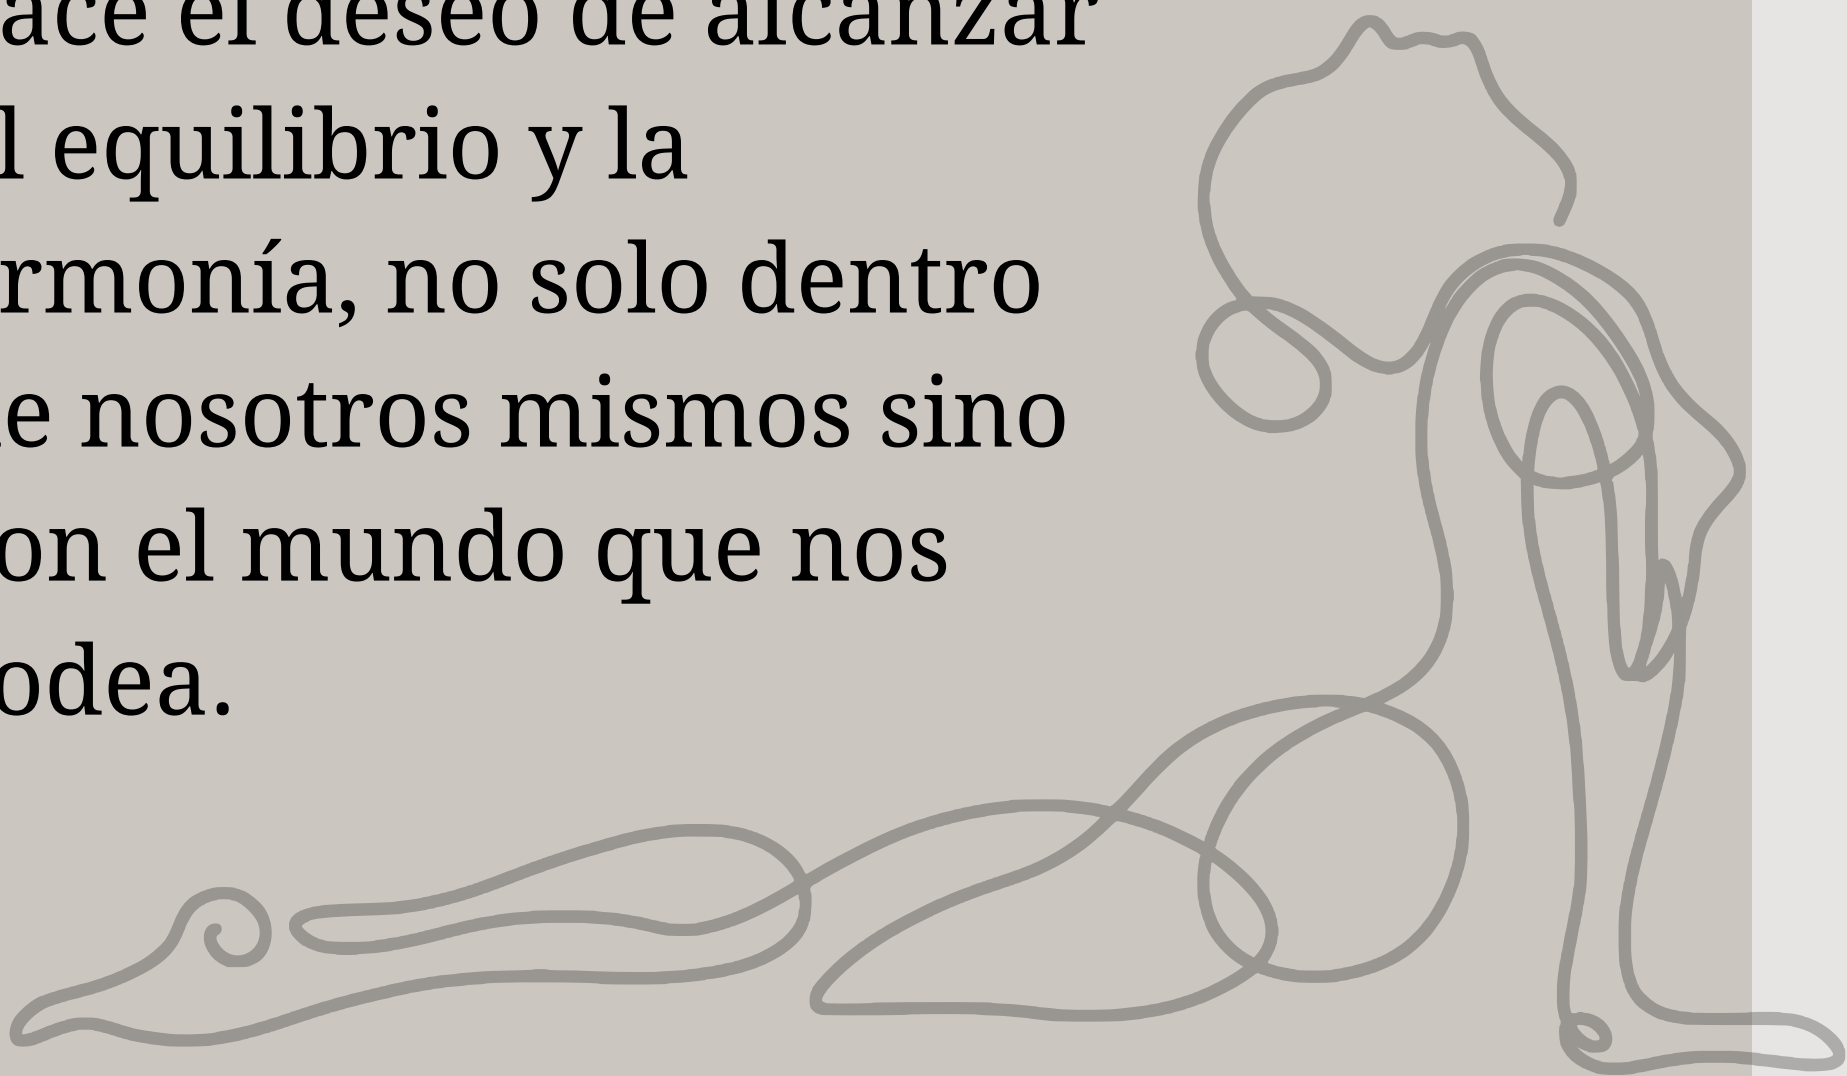 ace el deseo de alcanzar
l equilibrio y la
rmonía, no solo dentro
e nosotros mismos sino
on el mundo que nos
odea.